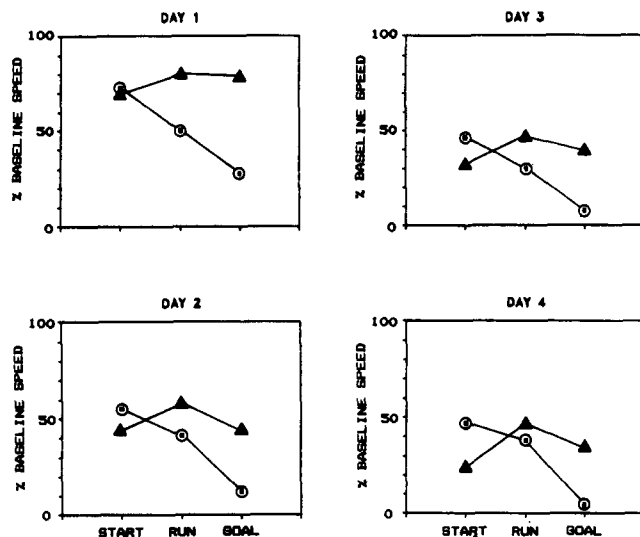 DAY 1
100
50
0
% BASELINE SPEED
DAY 3
100
50
0
% BASELINE SPEED
DAY 2
100
50
0
% BASELINE SPEED
START RUN GOAL
DAY 4
100
50
0
% BASELINE SPEED
START RUN GOAL